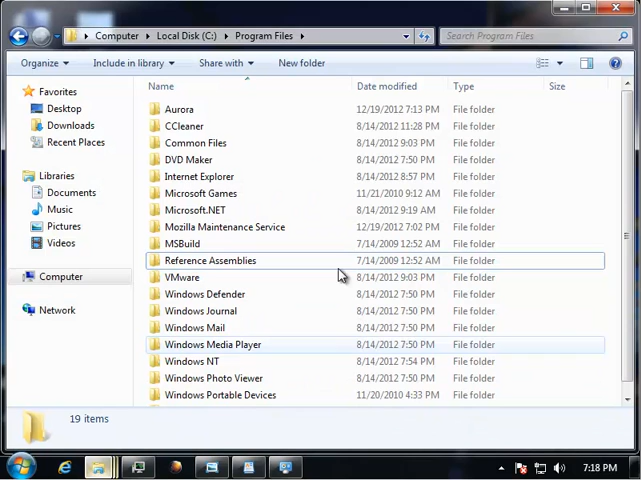 Computer Local Disk (C:) Program Files Search Program Files
Organize Include in library Share with New folder
Name Date modified Type Size
Favorites
Desktop
Downloads
Recent Places
Libraries
Documents
Music
Pictures
Videos
Computer
Network
Aurora 12/19/2012 7:13 PM File folder
CCleaner 8/14/2012 11:28 PM File folder
Common Files 8/14/2012 9:03 PM File folder
DVD Maker 8/14/2012 7:50 PM File folder
Internet Explorer 8/14/2012 8:57 PM File folder
Microsoft Games 11/21/2010 9:12 AM File folder
Microsoft.NET 8/14/2012 9:19 AM File folder
Mozilla Maintenance Service 12/19/2012 7:02 PM File folder
MSBuild 7/14/2009 12:52 AM File folder
Reference Assemblies 7/14/2009 12:52 AM File folder
VMware 8/14/2012 9:03 PM File folder
Windows Defender 8/14/2012 7:50 PM File folder
Windows Journal 8/14/2012 7:50 PM File folder
Windows Mail 8/14/2012 7:50 PM File folder
Windows Media Player 8/14/2012 7:50 PM File folder
Windows NT 8/14/2012 7:54 PM File folder
Windows Photo Viewer 8/14/2012 7:50 PM File folder
Windows Portable Devices 11/20/2010 4:33 PM File folder
19 items
7:18 PM